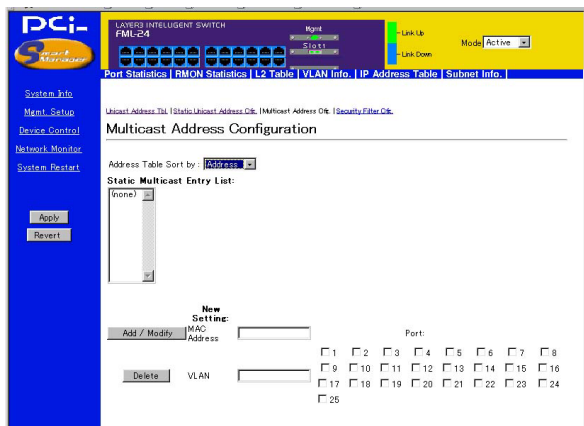 PCi-
Smart Manager
LAYER3 INTELLIGENT SWITCH
FML-24
Mgmt
Slot1
Link Up
Link Down
Mode Active
Port Statistics | RMON Statistics | L2 Table | VLAN Info. | IP Address Table | Subnet Info. |
System Info
Mgmt. Setup
Device Control
Network Monitor
System Restart
Apply
Revert
Unicast Address Tbl. | Static Unicast Address Cfg. | Multicast Address Cfg. | Security Filter Cfg.
Multicast Address Configuration
Address Table Sort by : Address
Static Multicast Entry List:
(none)
New Setting:
Add / Modify MAC Address Port:
1 2 3 4 5 6 7 8
Delete VLAN 9 10 11 12 13 14 15 16
17 18 19 20 21 22 23 24
25